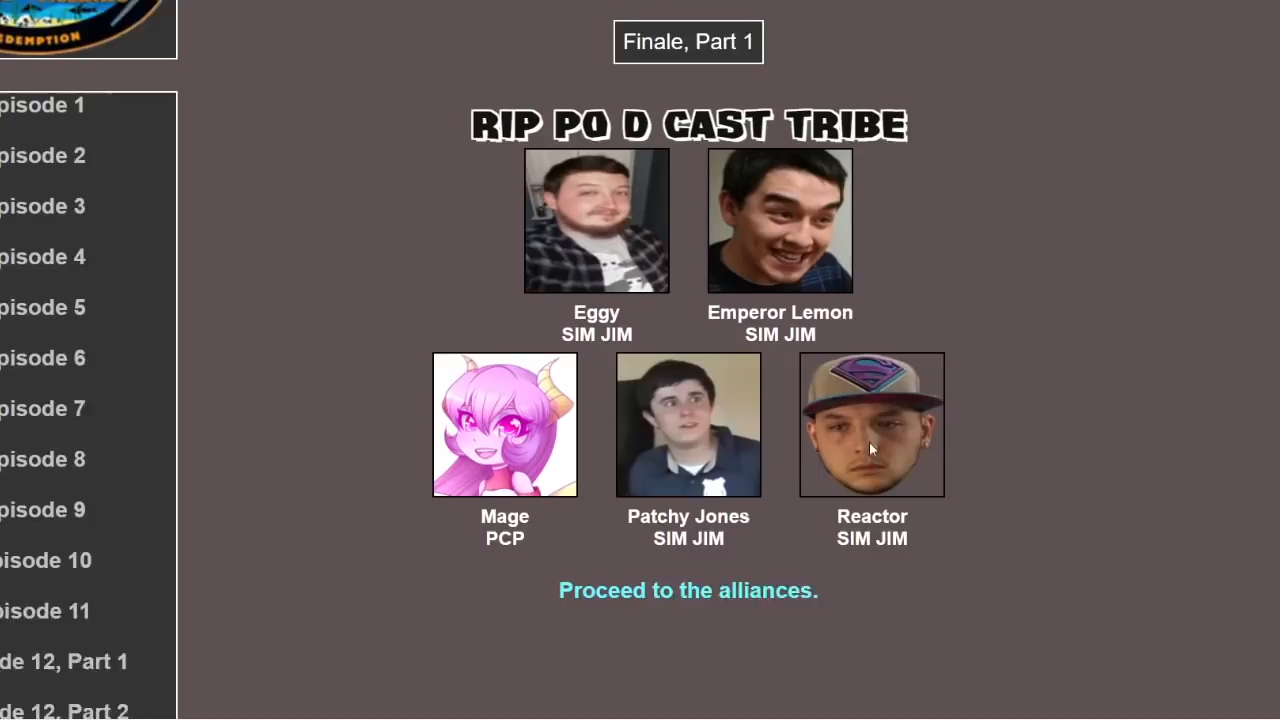 EDEMPTION
Finale, Part 1
pisode 1
pisode 2
pisode 3
pisode 4
pisode 5
pisode 6
pisode 7
pisode 8
pisode 9
pisode 10
pisode 11
de 12, Part 1
de 12, Part 2
RIP PO D CAST TRIBE
Eggy
SIM JIM
Emperor Lemon
SIM JIM
Mage
PCP
Patchy Jones
SIM JIM
Reactor
SIM JIM
Proceed to the alliances.